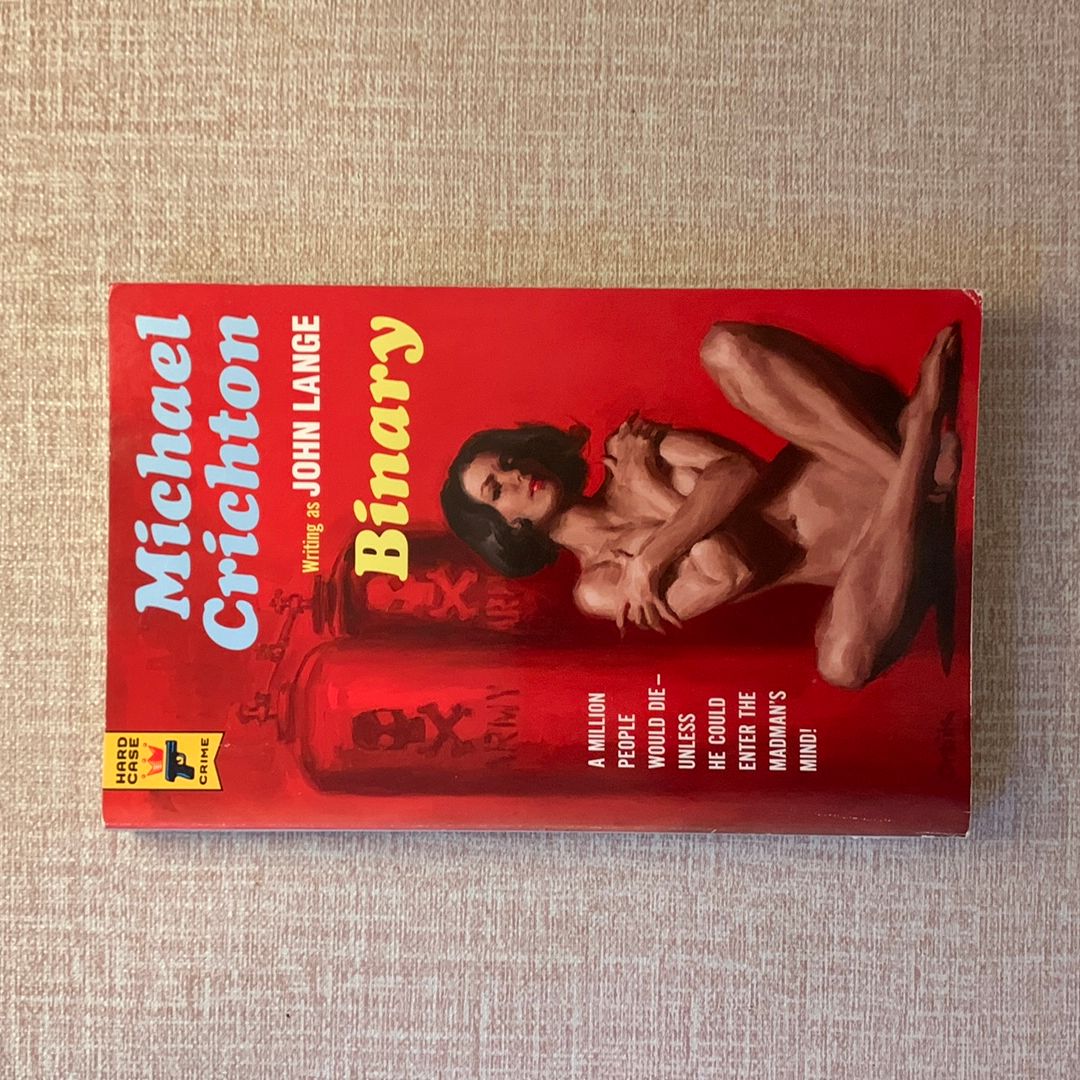 HARD
CASE
CRIME
Michael
Crichton
Writing as JOHN LANGE
Binary
ARMY
A MILLION
PEOPLE
WOULD DIE–
UNLESS
HE COULD
ENTER THE
MADMAN'S
MIND!